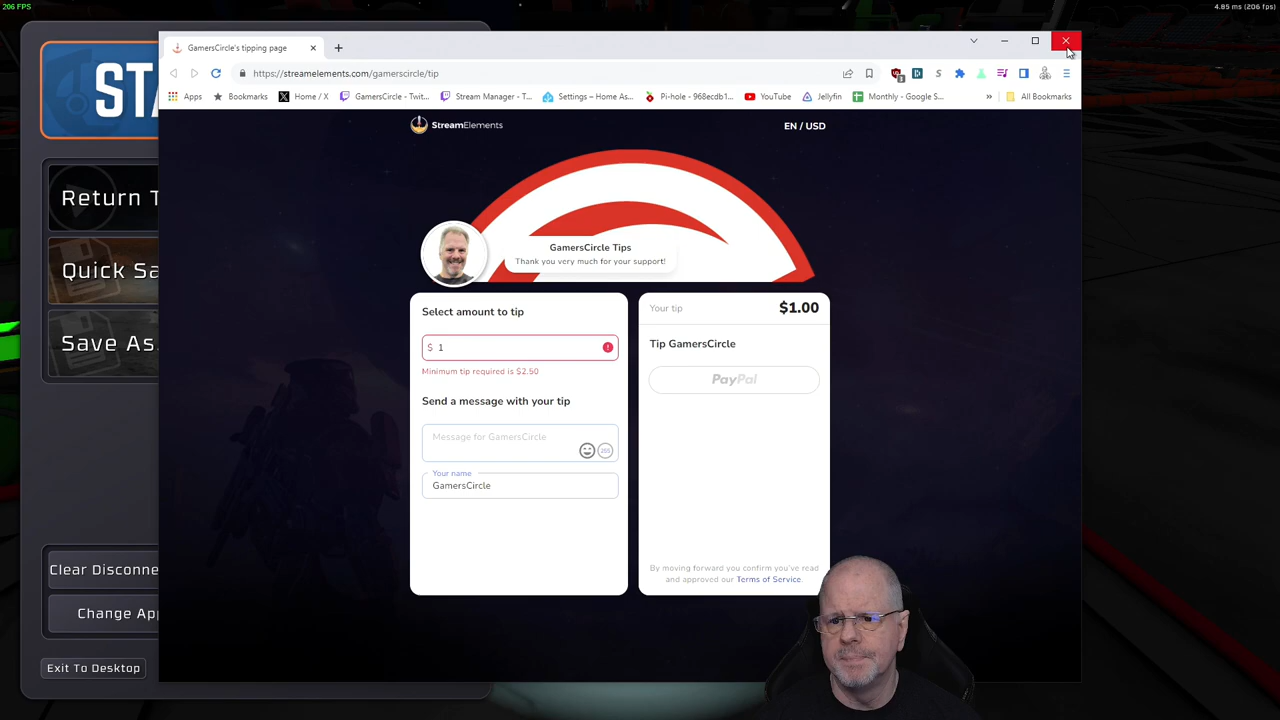 206 FPS
4.85 ms (206 fps)
GamersCircle's tipping page
https://streamelements.com/gamerscircle/tip
Apps
Bookmarks
Home / X
GamersCircle - Twit...
Stream Manager - T...
Settings – Home As...
Pi-hole - 968ecdb1...
YouTube
Jellyfin
Monthly - Google S...
»
All Bookmarks
StreamElements
EN / USD
GamersCircle Tips
Thank you very much for your support!
Select amount to tip
$ 1
Minimum tip required is $2.50
Send a message with your tip
Message for GamersCircle
255
Your name
GamersCircle
Your tip
$1.00
Tip GamersCircle
PayPal
By moving forward you confirm you've read
and approved our Terms of Service.
STA
Return T
Quick Sa
Save As.
Clear Disconne
Change App
Exit To Desktop